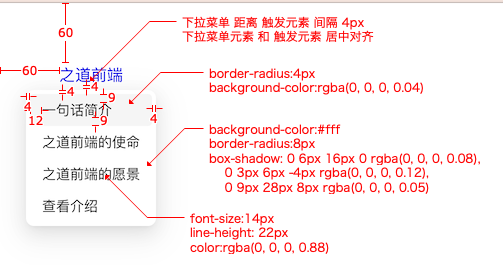 下拉菜单 距离 触发元素 间隔 4px
下拉菜单元素 和 触发元素 居中对齐
60
60
之道前端
4
4
border-radius:4px
background-color:rgba(0, 0, 0, 0.04)
4
9
4
一句话简介
12
9
background-color:#fff
border-radius:8px
box-shadow: 0 6px 16px 0 rgba(0, 0, 0, 0.08),
0 3px 6px -4px rgba(0, 0, 0, 0.12),
0 9px 28px 8px rgba(0, 0, 0, 0.05)
之道前端的使命
之道前端的愿景
查看介绍
font-size:14px
line-height: 22px
color:rgba(0, 0, 0, 0.88)